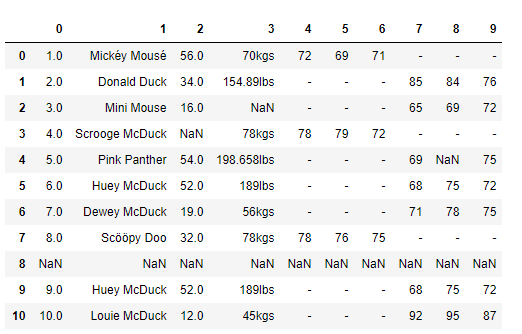 0 1 2 3 4 5 6 7 8 9
0 1.0 Mickéy Mousé 56.0 70kgs 72 69 71 - - -
1 2.0 Donald Duck 34.0 154.89lbs - - - 85 84 76
2 3.0 Mini Mouse 16.0 NaN - - - 65 69 72
3 4.0 Scrooge McDuck NaN 78kgs 78 79 72 - - -
4 5.0 Pink Panther 54.0 198.658lbs - - - 69 NaN 75
5 6.0 Huey McDuck 52.0 189lbs - - - 68 75 72
6 7.0 Dewey McDuck 19.0 56kgs - - - 71 78 75
7 8.0 Scööpy Doo 32.0 78kgs 78 76 75 - - -
8 NaN NaN NaN NaN NaN NaN NaN NaN NaN NaN
9 9.0 Huey McDuck 52.0 189lbs - - - 68 75 72
10 10.0 Louie McDuck 12.0 45kgs - - - 92 95 87